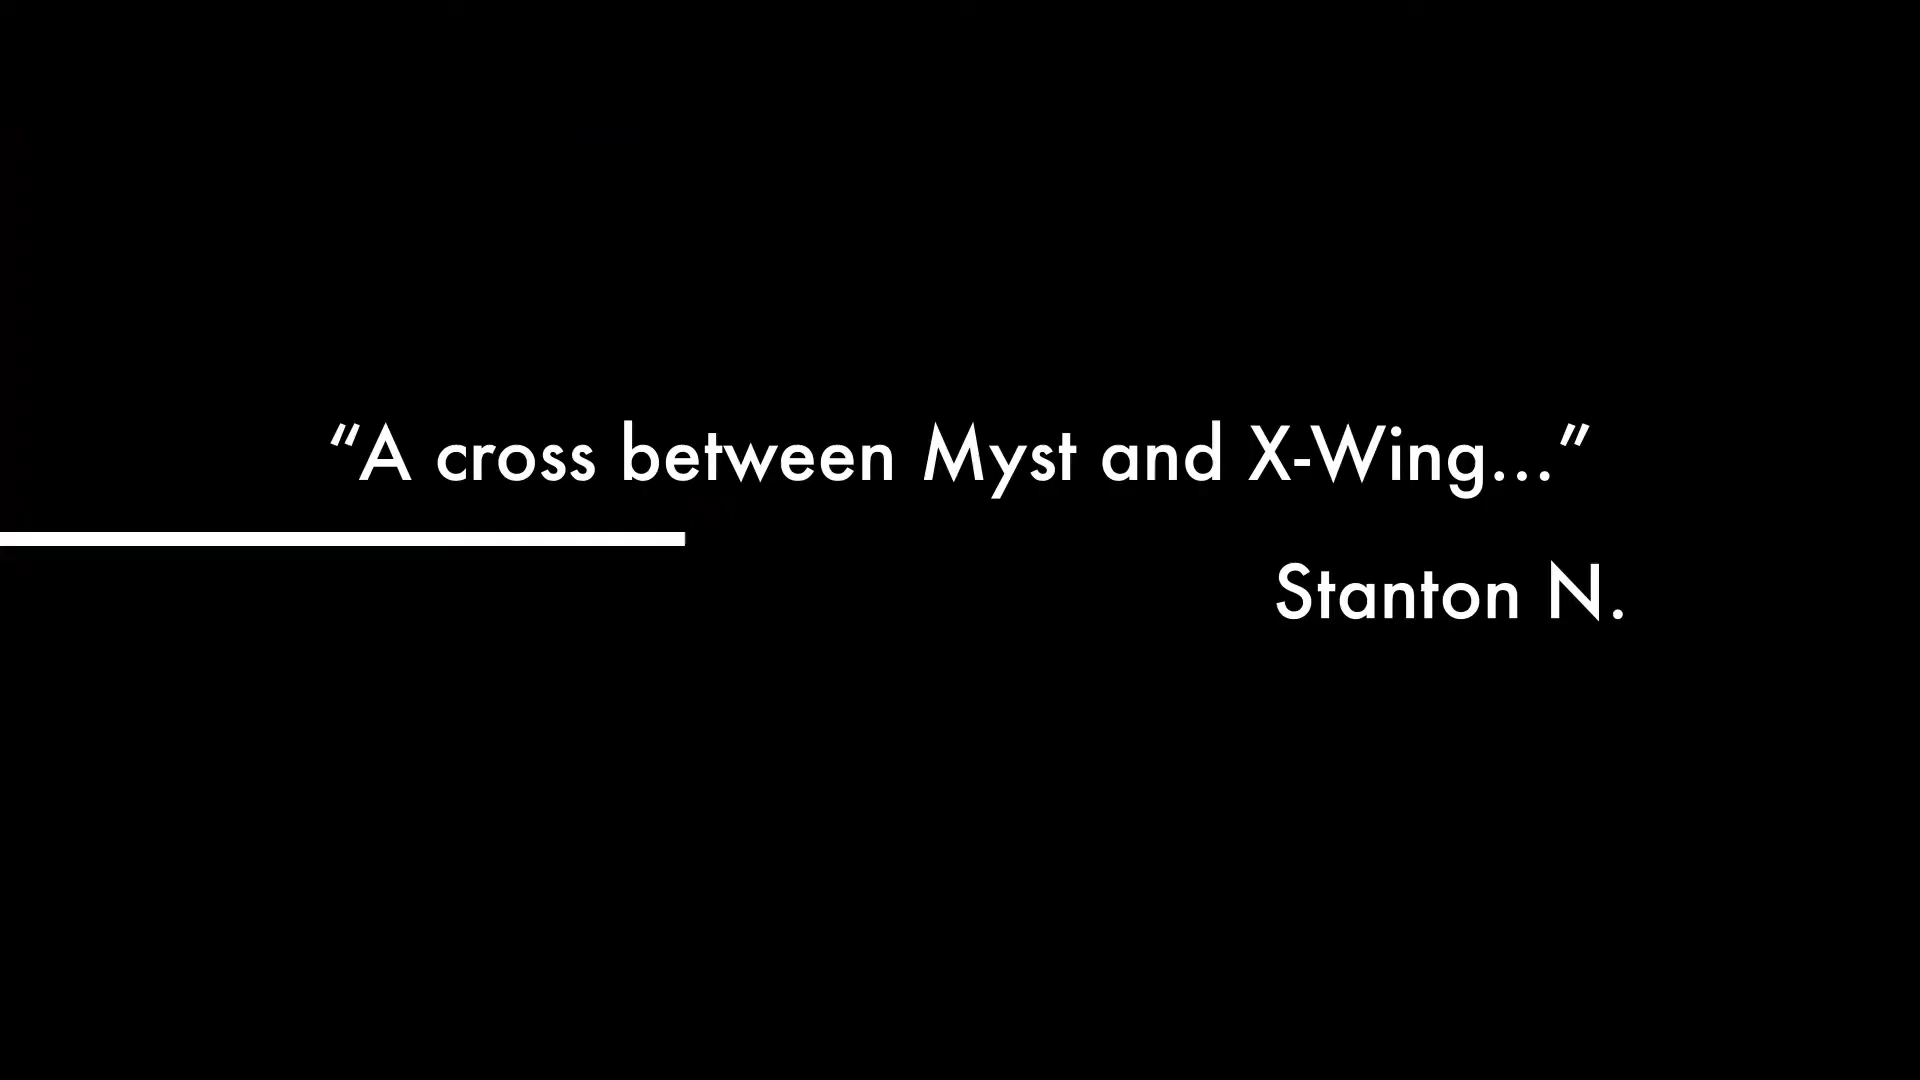 “A cross between Myst and X-Wing...”
Stanton N.